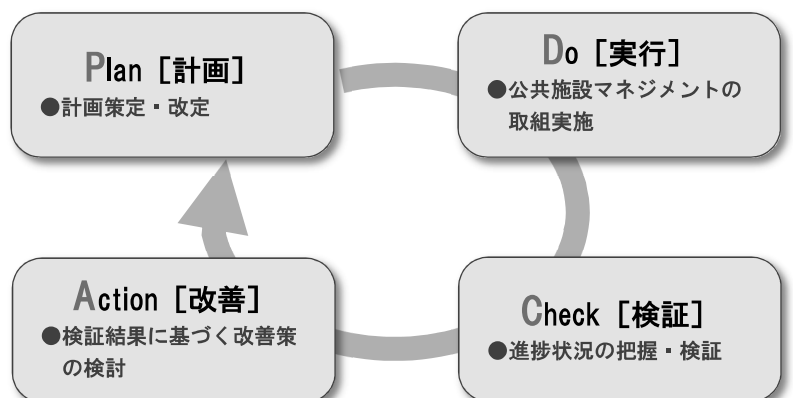 Plan［計画］
●計画策定・改定
Do［実行］
●公共施設マネジメントの
取組実施
Action［改善］
●検証結果に基づく改善策
の検討
Check［検証］
●進捗状況の把握・検証